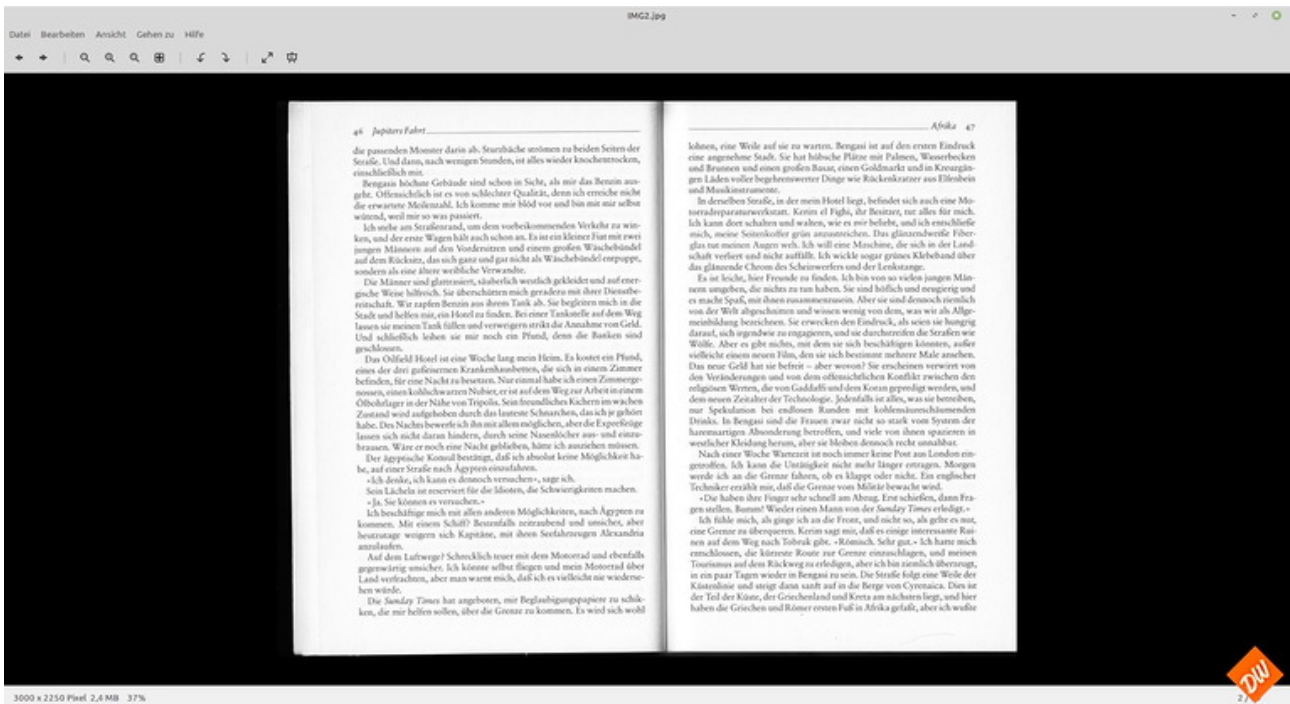 IMG2.jpg
Datei Bearbeiten Ansicht Gehen zu Hilfe
46 Jupiters Fahrt
die passenden Monster darin ab. Sturzbäche strömen zu beiden Seiten der
Straße. Und dann, nach wenigen Stunden, ist alles wieder knochentrocken,
einschließlich mir.
Bengasis höchste Gebäude sind schon in Sicht, als mir das Benzin aus-
geht. Offensichtlich ist es von schlechter Qualität, denn ich erreiche nicht
die erwartete Meilenzahl. Ich komme mir blöd vor und bin mit mir selbst
wütend, weil mir so was passiert.
Ich stehe am Straßenrand, um dem vorbeikommenden Verkehr zu win-
ken, und der erste Wagen hält auch schon an. Es ist ein kleiner Fiat mit zwei
jungen Männern auf den Vordersitzen und einem großen Wäschebündel
auf dem Rücksitz, das sich ganz und gar nicht als Wäschebündel entpuppt,
sondern als eine ältere weibliche Verwandte.
Die Männer sind glattrasiert, säuberlich westlich gekleidet und auf ener-
gische Weise hilfreich. Sie überschütten mich geradezu mit ihrer Dienstbe-
reitschaft. Wir zapfen Benzin aus ihrem Tank ab. Sie begleiten mich in die
Stadt und helfen mir, ein Hotel zu finden. Bei einer Tankstelle auf dem Weg
lassen sie meinen Tank füllen und verweigern strikt die Annahme von Geld.
Und schließlich leihen sie mir noch ein Pfund, denn die Banken sind
geschlossen.
Das Oilfield Hotel ist eine Woche lang mein Heim. Es kostet ein Pfund,
eines der drei gußeisernen Krankenhausbetten, die sich in einem Zimmer
befinden, für eine Nacht zu besetzen. Nur einmal habe ich einen Zimmerge-
nossen, einen kohlschwarzen Nubier, er ist auf dem Weg zur Arbeit in einem
Ölbohrlager in der Nähe von Tripolis. Sein freundliches Kichern im wachen
Zustand wird aufgehoben durch das lauteste Schnarchen, das ich je gehört
habe. Des Nachts bewerfe ich ihn mit allem möglichen, aber die
lassen sich nicht daran hindern, durch seine Nasenlöcher aus- und einzu-
brausen. Wäre er noch eine Nacht geblieben, hätte ich ausziehen müssen.
Der ägyptische Konsul bestätigt, daß ich absolut keine Möglichkeit ha-
be, auf einer Straße nach Ägypten einzufahren.
»Ich denke, ich kann es dennoch versuchen«, sage ich.
Sein Lächeln ist reserviert für die Idioten, die Schwierigkeiten machen.
»Ja. Sie können es versuchen.«
Ich beschäftige mich mit allen anderen Möglichkeiten, nach Ägypten zu
kommen. Mit einem Schiff? Bestenfalls zeitraubend und unsicher, aber
heutzutage weigern sich Kapitäne, mit ihren Seefahrzeugen Alexandria
anzulaufen.
Auf dem Luftwege? Schrecklich teuer mit dem Motorrad und ebenfalls
gegenwärtig unsicher. Ich könnte selbst fliegen und mein Motorrad über
Land verfrachten, aber man warnt mich, daß ich es vielleicht nie wiederse-
hen würde.
Die Sunday Times hat angeboten, mir Beglaubigungspapiere zu schik-
ken, die mir helfen sollen, über die Grenze zu kommen. Es wird sich wohl
Afrika 47
lohnen, eine Weile auf sie zu warten. Bengasi ist auf den ersten Eindruck
eine angenehme Stadt. Sie hat hübsche Plätze mit Palmen, Wasserbecken
und Brunnen und einen großen Basar, einen Goldmarkt und in Kreuzgän-
gen Läden voller begehrenswerter Dinge wie Rückenkratzer aus Elfenbein
und Musikinstrumente.
In derselben Straße, in der mein Hotel liegt, befindet sich auch eine Mo-
torradreparaturwerkstatt. Kerim el Fighi, ihr Besitzer, tut alles für mich.
Ich kann dort schalten und walten, wie es mir beliebt, und ich entschließe
mich, meine Seitenkoffer grün anzustreichen. Das glänzendweiße Fiber-
glas tut meinen Augen weh. Ich will eine Maschine, die sich in der Land-
schaft verliert und nicht auffällt. Ich wickle sogar grünes Klebeband über
das glänzende Chrom des Scheinwerfers und der Lenkstange.
Es ist leicht, hier Freunde zu finden. Ich bin von so vielen jungen Män-
nern umgeben, die nichts zu tun haben. Sie sind höflich und neugierig und
es macht Spaß, mit ihnen zusammenzusein. Aber sie sind dennoch ziemlich
von der Welt abgeschnitten und wissen wenig von dem, was wir als Allge-
meinbildung bezeichnen. Sie erwecken den Eindruck, als seien sie hungrig
darauf, sich irgendwie zu engagieren, und sie durchstreifen die Straßen wie
Wölfe. Aber es gibt nichts, mit dem sie sich beschäftigen könnten, außer
vielleicht einem neuen Film, den sie sich bestimmt mehrere Male ansehen.
Das neue Geld hat sie befreit – aber wovon? Sie erscheinen verwirrt von
den Veränderungen und von dem offensichtlichen Konflikt zwischen den
religiösen Werten, die von Gaddaffi und dem Koran gepredigt werden, und
dem neuen Zeitalter der Technologie. Jedenfalls ist alles, was sie betreiben,
nur Spekulation bei endlosen Runden mit kohlensäureschäumenden
Drinks. In Bengasi sind die Frauen zwar nicht so stark vom System der
haremsartigen Absonderung betroffen, und viele von ihnen spazieren in
westlicher Kleidung herum, aber sie bleiben dennoch recht unnahbar.
Nach einer Woche Wartezeit ist noch immer keine Post aus London ein-
getroffen. Ich kann die Untätigkeit nicht mehr länger ertragen. Morgen
werde ich an die Grenze fahren, ob es klappt oder nicht. Ein englischer
Techniker erzählt mir, daß die Grenze vom Militär bewacht wird.
»Die haben ihre Finger sehr schnell am Abzug. Erst schießen, dann Fra-
gen stellen. Bumm! Wieder einen Mann von der Sunday Times erledigt.«
Ich fühle mich, als ginge ich an die Front, und nicht so, als gehe es nur,
eine Grenze zu überqueren. Kerim sagt mir, daß es einige interessante Rui-
nen auf dem Weg nach Tobruk gibt. »Römisch. Sehr gut.« Ich hatte mich
entschlossen, die kürzeste Route zur Grenze einzuschlagen, und meinen
Tourismus auf dem Rückweg zu erledigen, aber ich bin ziemlich überzeugt,
in ein paar Tagen wieder in Bengasi zu sein. Die Straße folgt eine Weile der
Küstenlinie und steigt dann sanft auf in die Berge von Cyrenaica. Dies ist
der Teil der Küste, der Griechenland und Kreta am nächsten liegt, und hier
haben die Griechen und Römer ersten Fuß in Afrika gefaßt, aber ich wußte
3000 x 2250 Pixel 2,4 MB 37%
2 /
DW